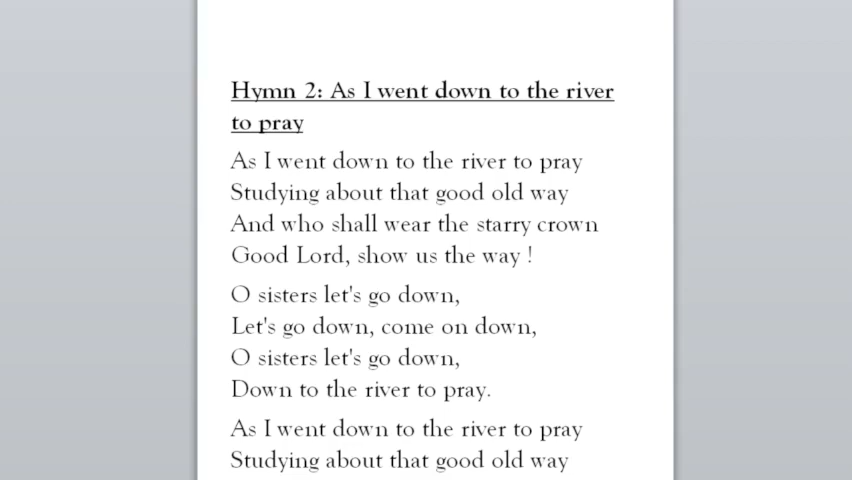 Hymn 2: As I went down to the river
to pray
As I went down to the river to pray
Studying about that good old way
And who shall wear the starry crown
Good Lord, show us the way !
O sisters let's go down,
Let's go down, come on down,
O sisters let's go down,
Down to the river to pray.
As I went down to the river to pray
Studying about that good old way